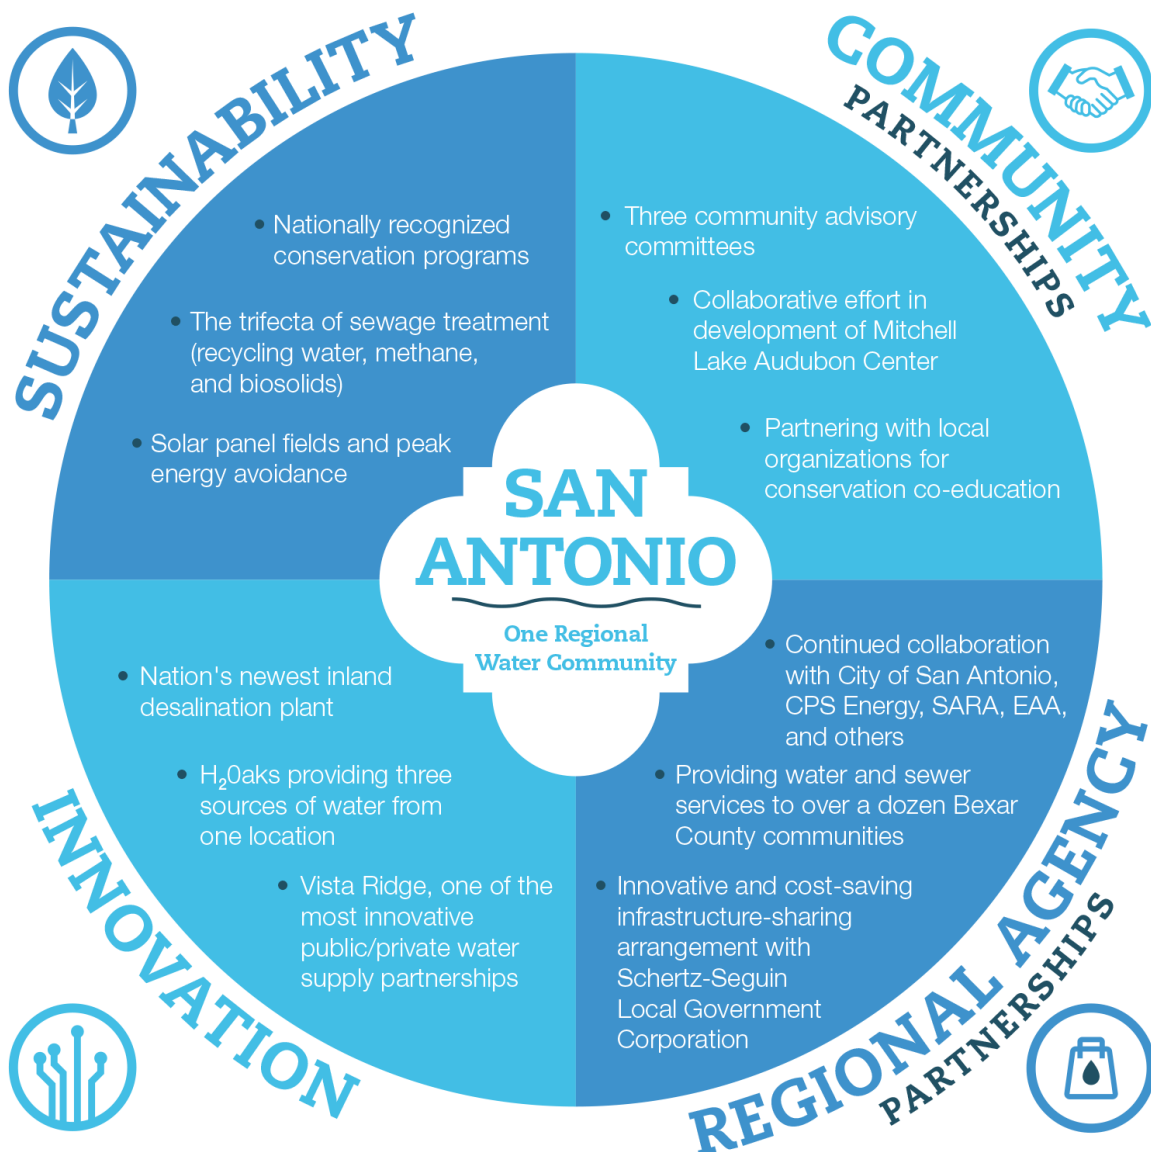 SUSTAINABILITY
• Nationally recognized
conservation programs
• The trifecta of sewage treatment
(recycling water, methane,
and biosolids)
• Solar panel fields and peak
energy avoidance
COMMUNITY
PARTNERSHIPS
• Three community advisory
committees
• Collaborative effort in
development of Mitchell
Lake Audubon Center
• Partnering with local
organizations for
conservation co-education
SAN
ANTONIO
One Regional
Water Community
INNOVATION
• Nation's newest inland
desalination plant
• H₂0aks providing three
sources of water from
one location
• Vista Ridge, one of the
most innovative
public/private water
supply partnerships
REGIONAL AGENCY
PARTNERSHIPS
• Continued collaboration
with City of San Antonio,
CPS Energy, SARA, EAA,
and others
• Providing water and sewer
services to over a dozen Bexar
County communities
• Innovative and cost-saving
infrastructure-sharing
arrangement with
Schertz-Seguin
Local Government
Corporation